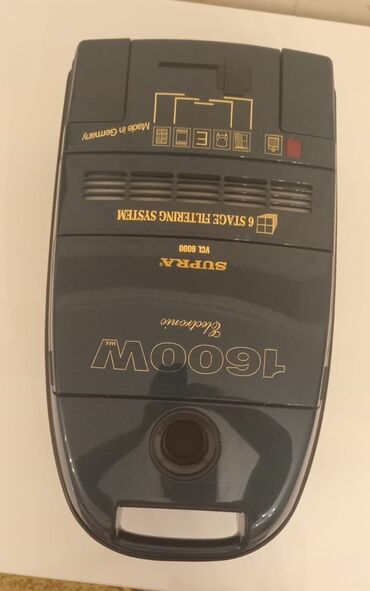 1600W
MAX
Electronic
SUPRA
VCL 6000
6 STAGE FILTERING SYSTEM
E
Made in Germany